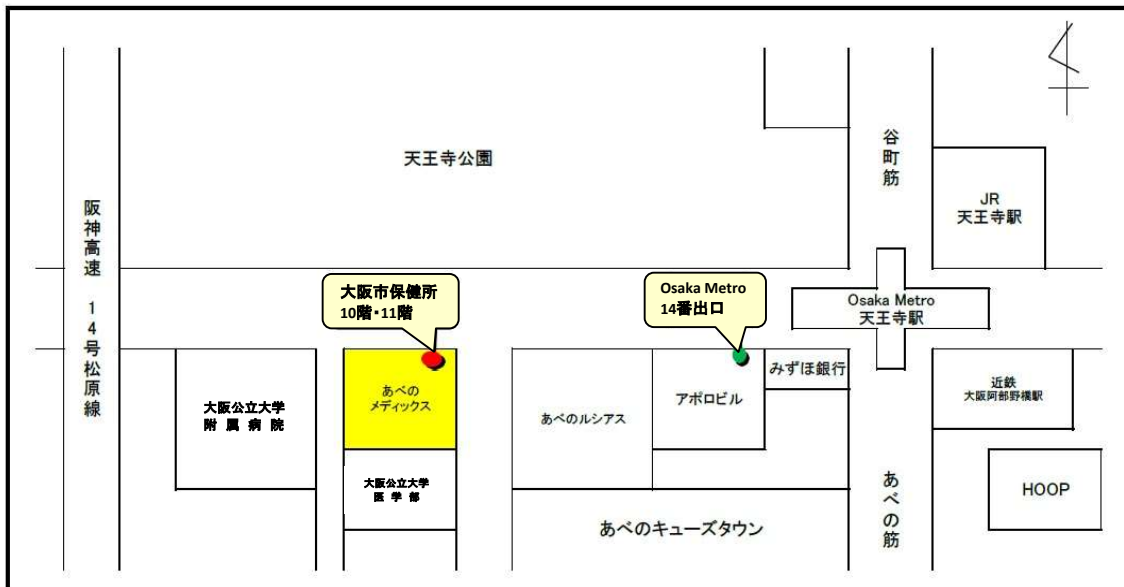 天王寺公園
谷町筋
JR
天王寺駅
阪神高速 14号松原線
大阪市保健所
10階・11階
Osaka Metro
14番出口
Osaka Metro
天王寺駅
あべの
メディックス
大阪公立大学
附属病院
あべのルシアス
アポロビル
みずほ銀行
近鉄
大阪阿部野橋駅
大阪公立大学
医学部
あべのキューズタウン
あべの筋
HOOP